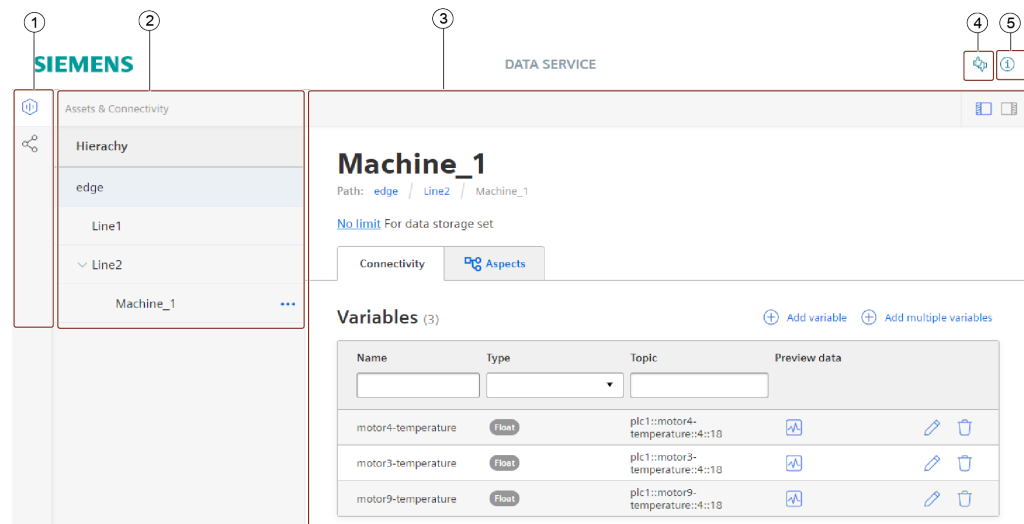 1
2
3
4
5
SIEMENS
DATA SERVICE
Assets & Connectivity
Hierachy
edge
Line1
Line2
Machine_1
Machine_1
Path: edge / Line2 / Machine_1
No limit For data storage set
Connectivity
Aspects
Variables (3)
Add variable
Add multiple variables
Name Type Topic Preview data
motor4-temperature Float plc1::motor4-
temperature::4::18
motor3-temperature Float plc1::motor3-
temperature::4::18
motor9-temperature Float plc1::motor9-
temperature::4::18